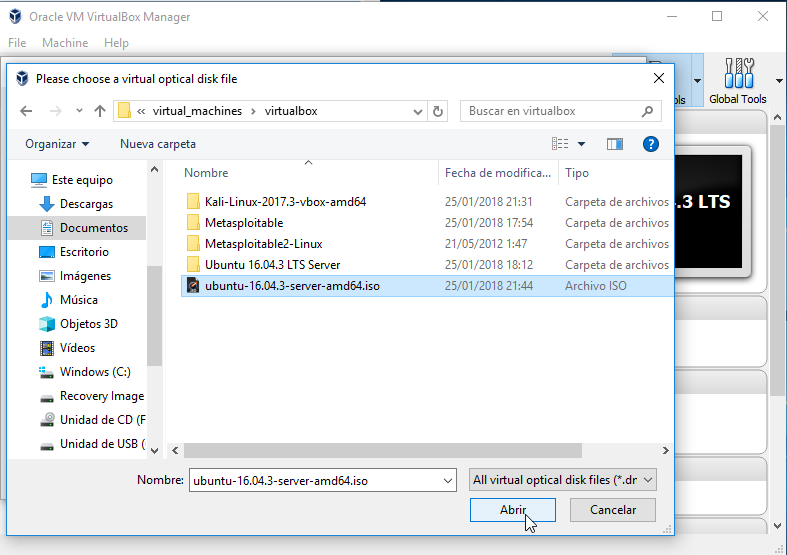 Oracle VM VirtualBox Manager
File Machine Help
Please choose a virtual optical disk file
« virtual_machines > virtualbox
Buscar en virtualbox
Global Tools
Organizar Nueva carpeta
Nombre Fecha de modifica... Tipo
Este equipo
Descargas
Documentos
Escritorio
Imágenes
Música
Objetos 3D
Vídeos
Windows (C:)
Recovery Image
Unidad de CD (F
Unidad de USB (
Kali-Linux-2017.3-vbox-amd64 25/01/2018 21:31 Carpeta de archivos
Metasploitable 25/01/2018 17:54 Carpeta de archivos
Metasploitable2-Linux 21/05/2012 1:47 Carpeta de archivos
Ubuntu 16.04.3 LTS Server 25/01/2018 18:12 Carpeta de archivos
ubuntu-16.04.3-server-amd64.iso 25/01/2018 21:44 Archivo ISO
.3 LTS
Nombre: ubuntu-16.04.3-server-amd64.iso All virtual optical disk files (*.dr
Abrir Cancelar